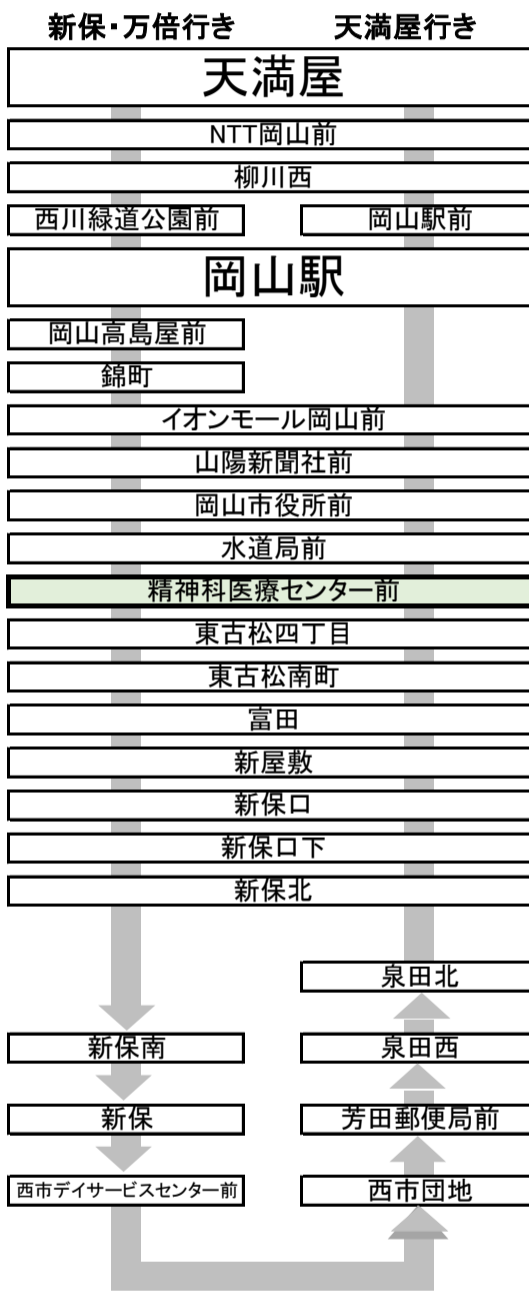 新保・万倍行き 天満屋行き
天満屋
NTT岡山前
柳川西
西川緑道公園前 岡山駅前
岡山駅
岡山高島屋前
錦町
イオンモール岡山前
山陽新聞社前
岡山市役所前
水道局前
精神科医療センター前
東古松四丁目
東古松南町
富田
新屋敷
新保口
新保口下
新保北
泉田北
新保南 泉田西
新保 芳田郵便局前
西市デイサービスセンター前 西市団地